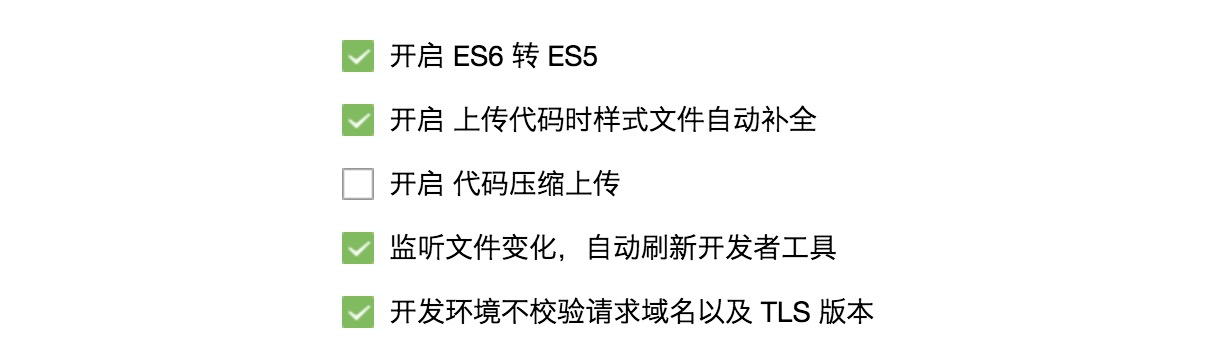 开启 ES6 转 ES5
开启 上传代码时样式文件自动补全
开启 代码压缩上传
监听文件变化，自动刷新开发者工具
开发环境不校验请求域名以及 TLS 版本